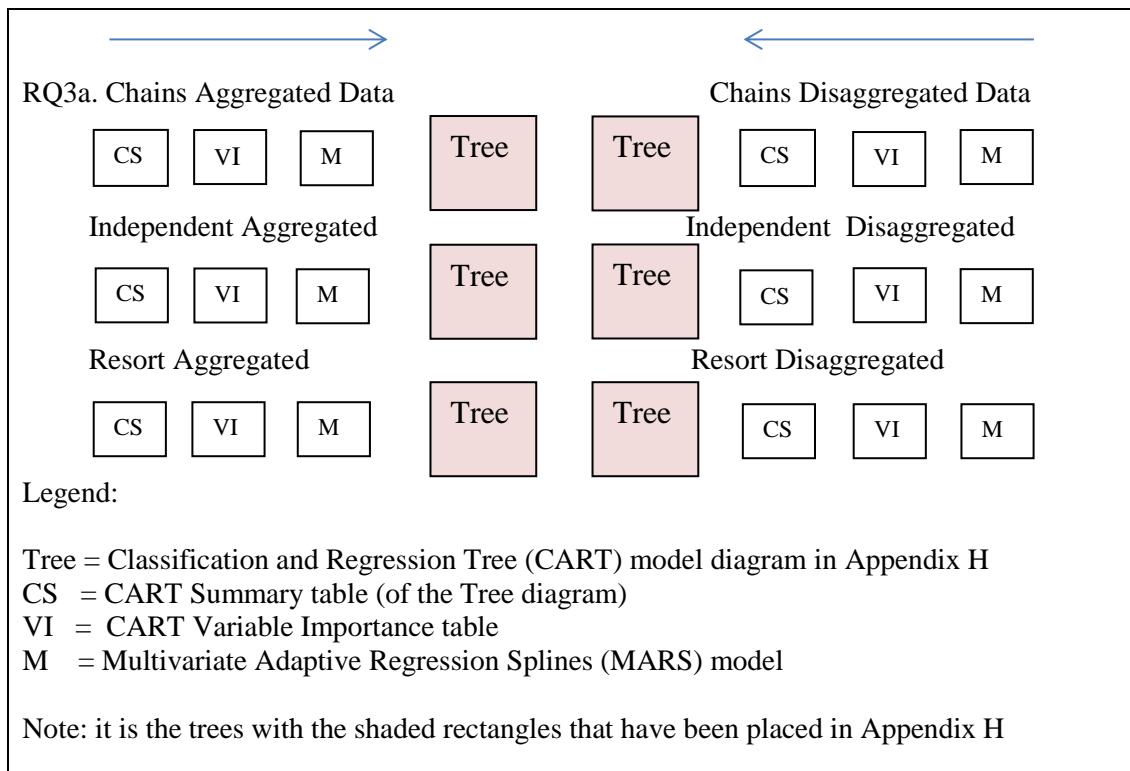 RQ3a. Chains Aggregated Data Chains Disaggregated Data
CS VI M Tree Tree CS VI M
Independent Aggregated Independent Disaggregated
CS VI M Tree Tree CS VI M
Resort Aggregated Resort Disaggregated
CS VI M Tree Tree CS VI M
Legend:
Tree = Classification and Regression Tree (CART) model diagram in Appendix H
CS = CART Summary table (of the Tree diagram)
VI = CART Variable Importance table
M = Multivariate Adaptive Regression Splines (MARS) model
Note: it is the trees with the shaded rectangles that have been placed in Appendix H